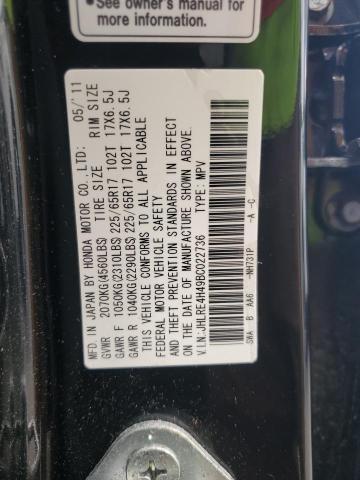 • See owner's manual for
more information.
MFD. IN JAPAN BY HONDA MOTOR CO., LTD. 05/'11
GVWR 2070KG(4560LBS) TIRE SIZE RIM SIZE
GAWR F 1050KG(2310LBS) 225/65R17 102T 17X6.5J
GAWR R 1040KG(2290LBS) 225/65R17 102T 17X6.5J
THIS VEHICLE CONFORMS TO ALL APPLICABLE
FEDERAL MOTOR VEHICLE SAFETY
AND THEFT PREVENTION STANDARDS IN EFFECT
ON THE DATE OF MANUFACTURE SHOWN ABOVE.
V.I.N.: JHLRE4H49BC022736 TYPE: MPV
SWA B AA6 -NH731P -A -C